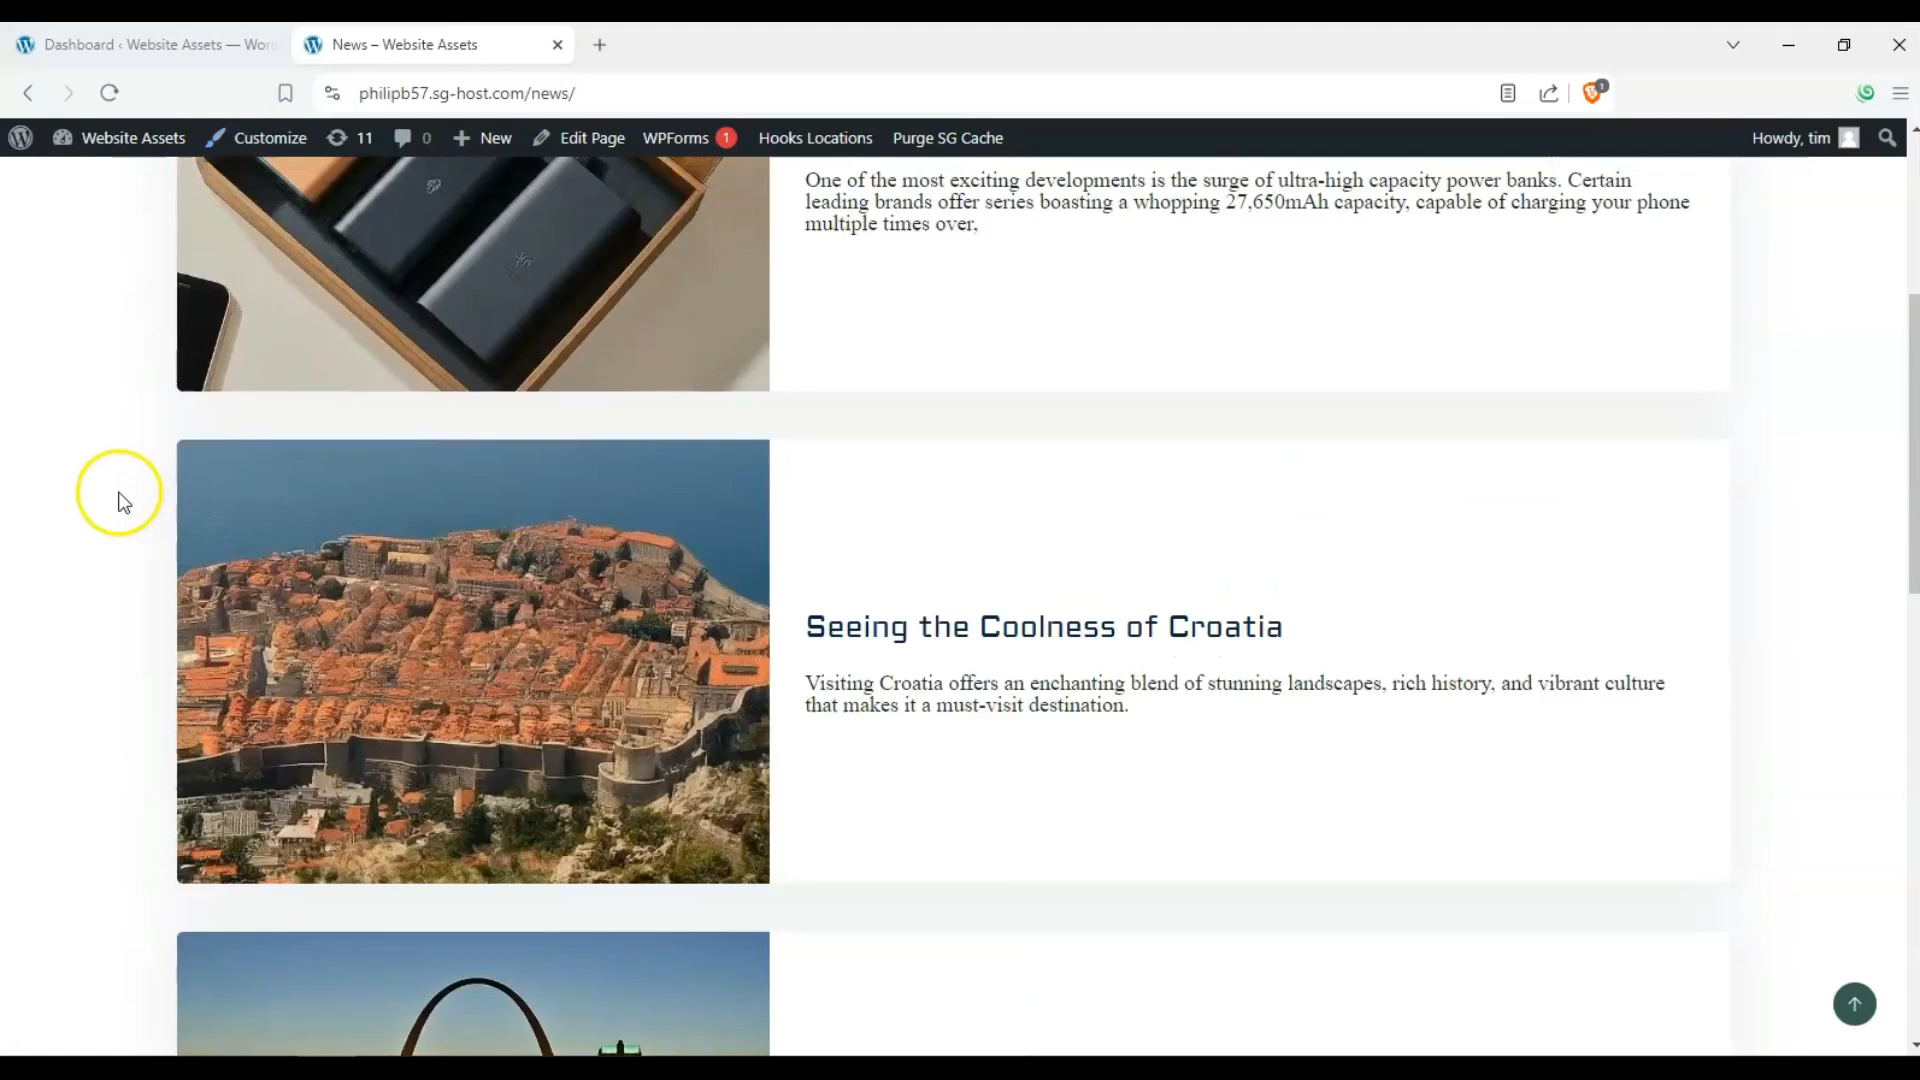 Dashboard ‹ Website Assets — Wor
News – Website Assets
philipb57.sg-host.com/news/
1
Website Assets Customize 11 0 New Edit Page WPForms 1 Hooks Locations Purge SG Cache Howdy, tim
One of the most exciting developments is the surge of ultra-high capacity power banks. Certain
leading brands offer series boasting a whopping 27,650mAh capacity, capable of charging your phone
multiple times over,
Seeing the Coolness of Croatia
Visiting Croatia offers an enchanting blend of stunning landscapes, rich history, and vibrant culture
that makes it a must-visit destination.